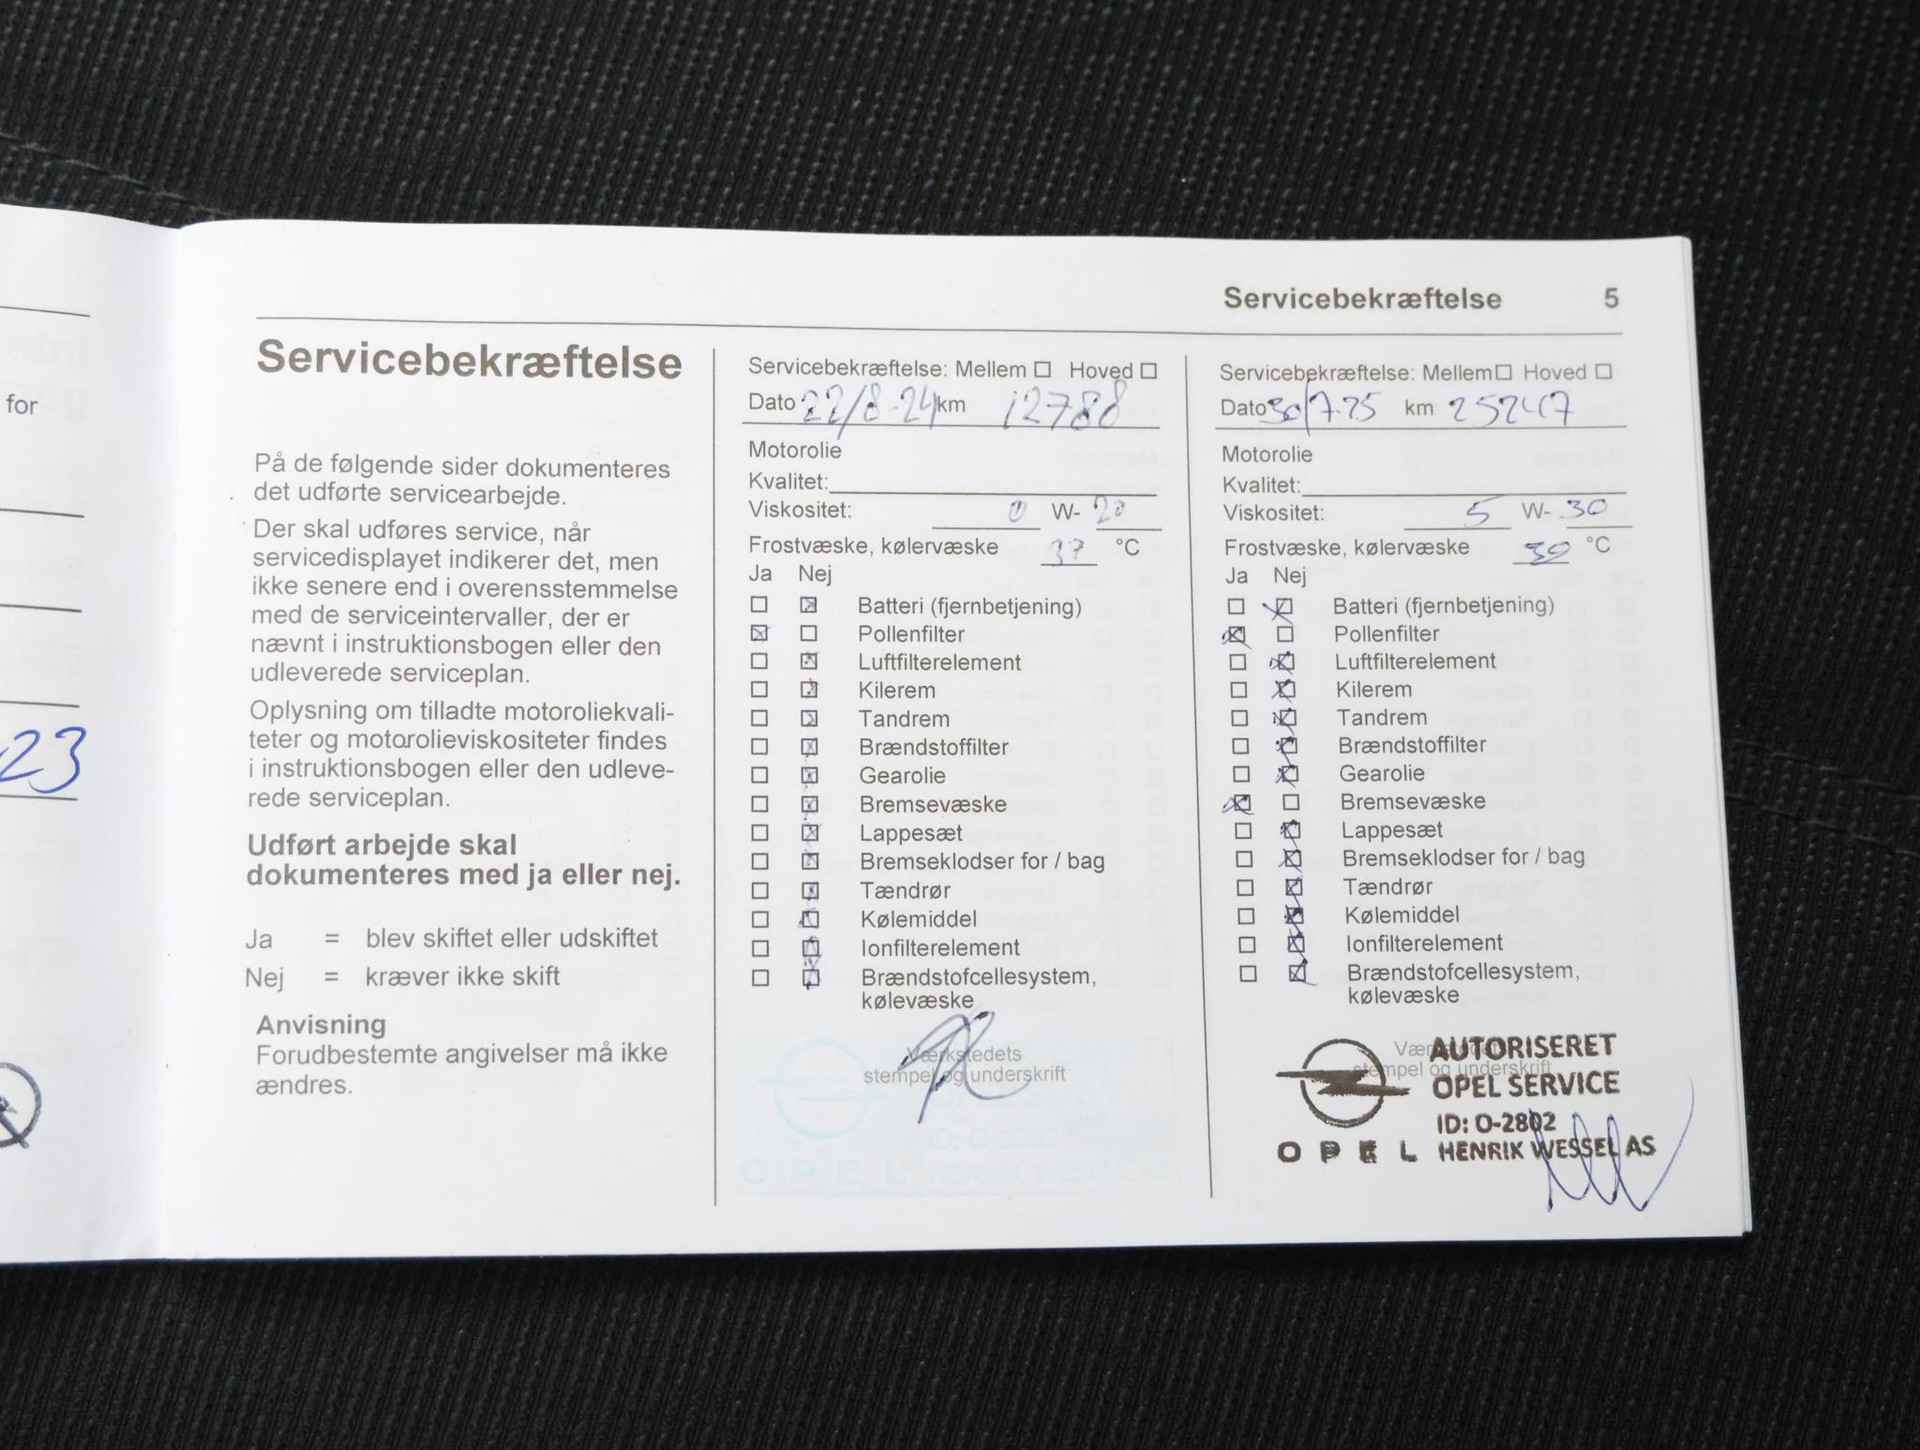 for
23
Servicebekræftelse 5
Servicebekræftelse
På de følgende sider dokumenteres
det udførte servicearbejde.
Der skal udføres service, når
servicedisplayet indikerer det, men
ikke senere end i overensstemmelse
med de serviceintervaller, der er
nævnt i instruktionsbogen eller den
udleverede serviceplan.
Oplysning om tilladte motoroliekvali-
teter og motorolieviskositeter findes
i instruktionsbogen eller den udleve-
rede serviceplan.
Udført arbejde skal
dokumenteres med ja eller nej.
Ja = blev skiftet eller udskiftet
Nej = kræver ikke skift
Anvisning
Forudbestemte angivelser må ikke
ændres.
Servicebekræftelse: Mellem Hoved
Dato 22/8-24 km 12788
Motorolie
Kvalitet:
Viskositet: 0 W- 20
Frostvæske, kølervæske 37 °C
Ja Nej
Batteri (fjernbetjening)
Pollenfilter
Luftfilterelement
Kilerem
Tandrem
Brændstoffilter
Gearolie
Bremsevæske
Lappesæt
Bremseklodser for / bag
Tændrør
Kølemiddel
Ionfilterelement
Brændstofcellesystem,
kølevæske
Værkstedets
stempel og underskrift
OPEL
Servicebekræftelse: Mellem Hoved
Dato 30/7.25 km 25247
Motorolie
Kvalitet:
Viskositet: 5 W- 30
Frostvæske, kølervæske 30 °C
Ja Nej
Batteri (fjernbetjening)
Pollenfilter
Luftfilterelement
Kilerem
Tandrem
Brændstoffilter
Gearolie
Bremsevæske
Lappesæt
Bremseklodser for / bag
Tændrør
Kølemiddel
Ionfilterelement
Brændstofcellesystem,
kølevæske
Værkstedets
stempel og underskrift
AUTORISERET
OPEL SERVICE
ID: O-2802
OPEL HENRIK WESSEL AS